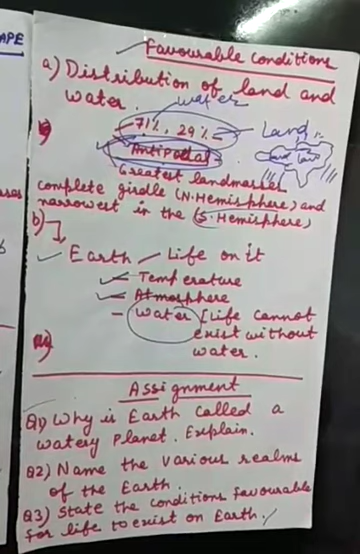 APE
Favourable Conditions
a) Distribution of land and
water.
water
- 71%, 29% - Land
Antipodal
Greatest landmasses
complete girdle (N.Hemisphere) and
narrowest in the (S.Hemisphere)
b)
Earth - Life on it
Temperature
Atmosphere
- Water [Life cannot
exist without
water.
Assignment
Q1) Why is Earth called a
watery Planet. Explain.
Q2) Name the various realms
of the Earth.
Q3) State the conditions favourable
for life to exist on Earth.